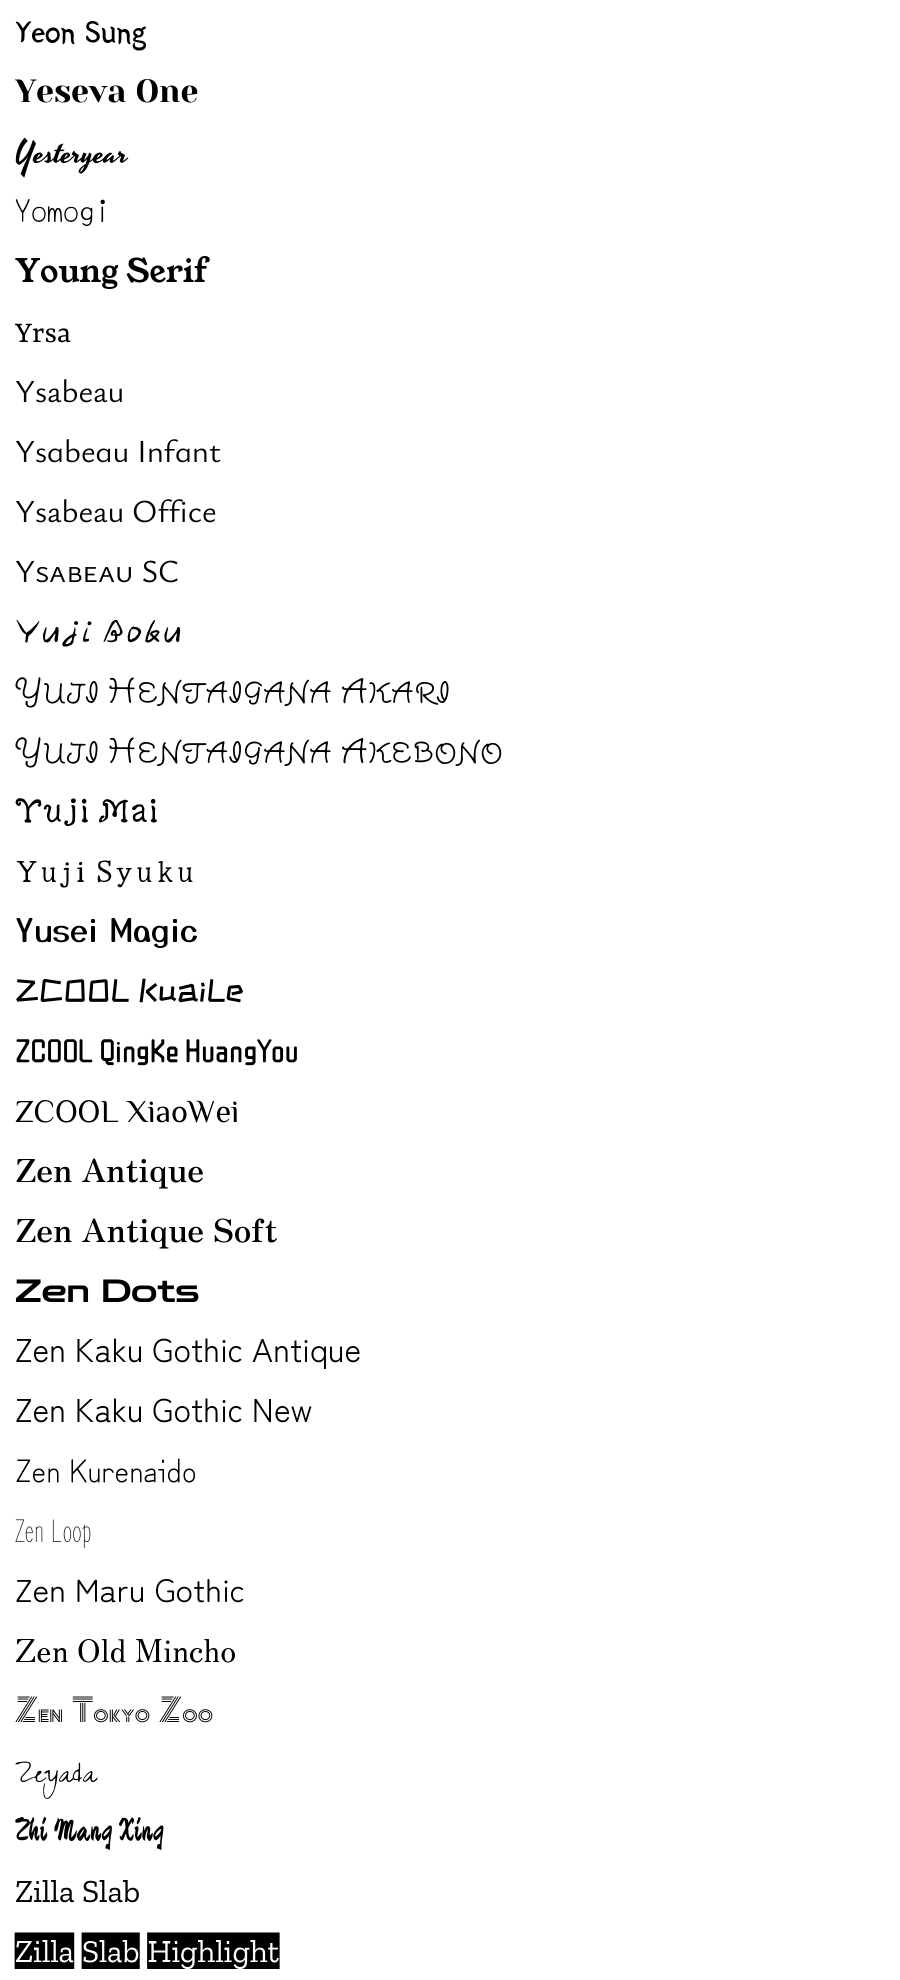 Yeon Sung
Yeseva One
Yesteryear
Yomogi
Young Serif
Yrsa
Ysabeau
Ysabeau Infant
Ysabeau Office
Ysabeau SC
Yuji Boku
Yuji Hentaigana Akari
Yuji Hentaigana Akebono
Yuji Mai
Yuji Syuku
Yusei Magic
ZCOOL KuaiLe
ZCOOL QingKe HuangYou
ZCOOL XiaoWei
Zen Antique
Zen Antique Soft
Zen Dots
Zen Kaku Gothic Antique
Zen Kaku Gothic New
Zen Kurenaido
Zen Loop
Zen Maru Gothic
Zen Old Mincho
Zen Tokyo Zoo
Zeyada
Zhi Mang Xing
Zilla Slab
Zilla Slab Highlight